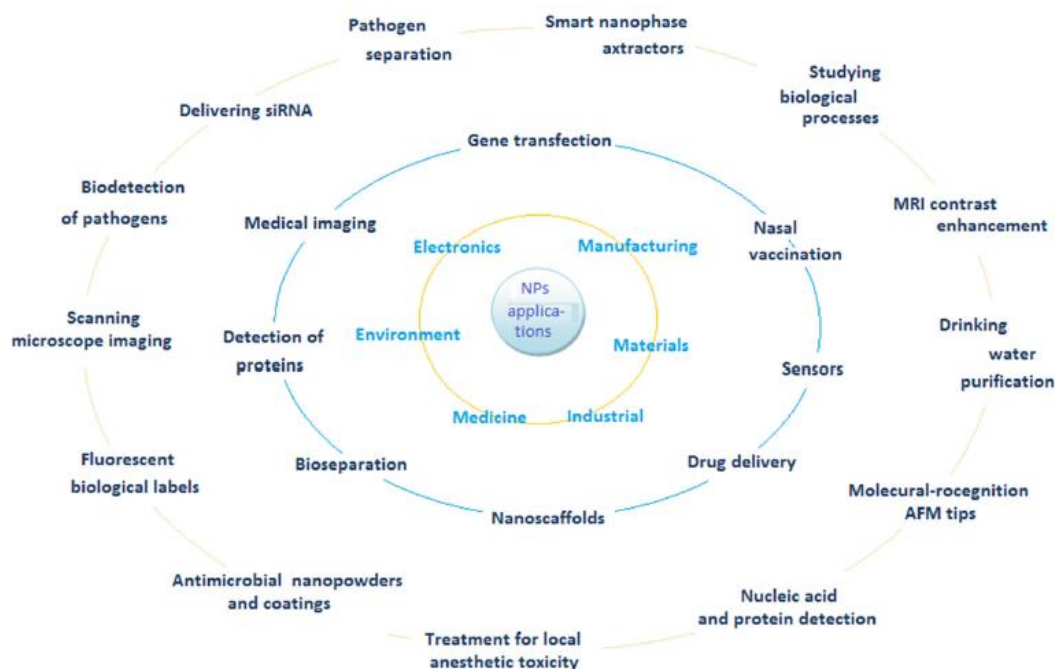 Pathogen
separation
Smart nanophase
axtractors
Studying
biological
processes
Delivering siRNA
Gene transfection
Biodetection
of pathogens
Medical imaging
MRI contrast
enhancement
Nasal
vaccination
Electronics
Manufacturing
NPs
applica-
tions
Scanning
microscope imaging
Detection of
proteins
Environment
Materials
Sensors
Drinking
water
purification
Medicine
Industrial
Fluorescent
biological labels
Bioseparation
Drug delivery
Molecural-rocegnition
AFM tips
Nanoscaffolds
Antimicrobial nanopowders
and coatings
Nucleic acid
and protein detection
Treatment for local
anesthetic toxicity